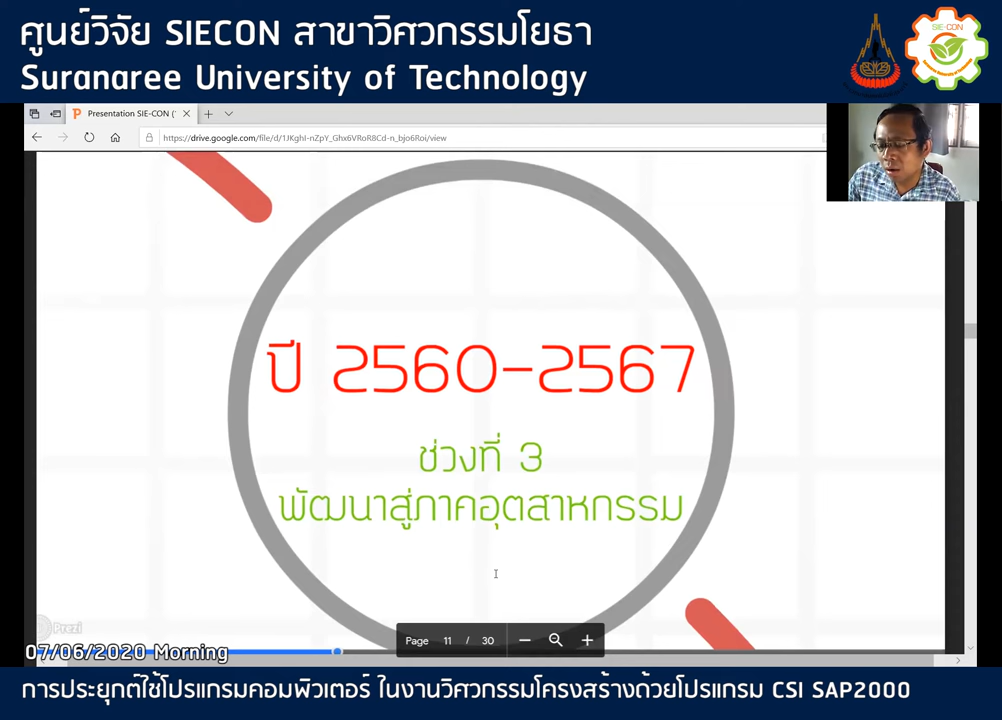 ศูนย์วิจัย SIECON สาขาวิศวกรรมโยธา
Suranaree University of Technology
SIE-CON
Presentation SIE-CON (1
https://drive.google.com/file/d/1JKghI-nZpY_Ghx6VRoR8Cd-n_bjo6Roi/view
ปี 2560-2567
ช่วงที่ 3
พัฒนาสู่ภาคอุตสาหกรรม
Prezi
Page 11 / 30
07/06/2020 Morning
การประยุกต์ใช้โปรแกรมคอมพิวเตอร์ ในงานวิศวกรรมโครงสร้างด้วยโปรแกรม CSI SAP2000